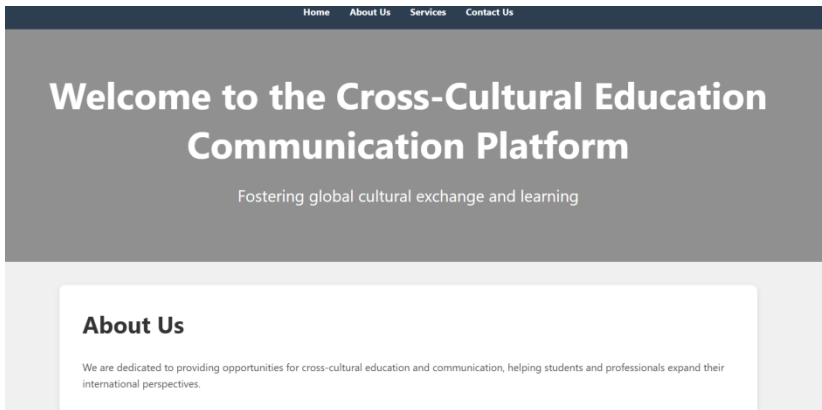 Home About Us Services Contact Us
Welcome to the Cross-Cultural Education
Communication Platform
Fostering global cultural exchange and learning
About Us
We are dedicated to providing opportunities for cross-cultural education and communication, helping students and professionals expand their
international perspectives.